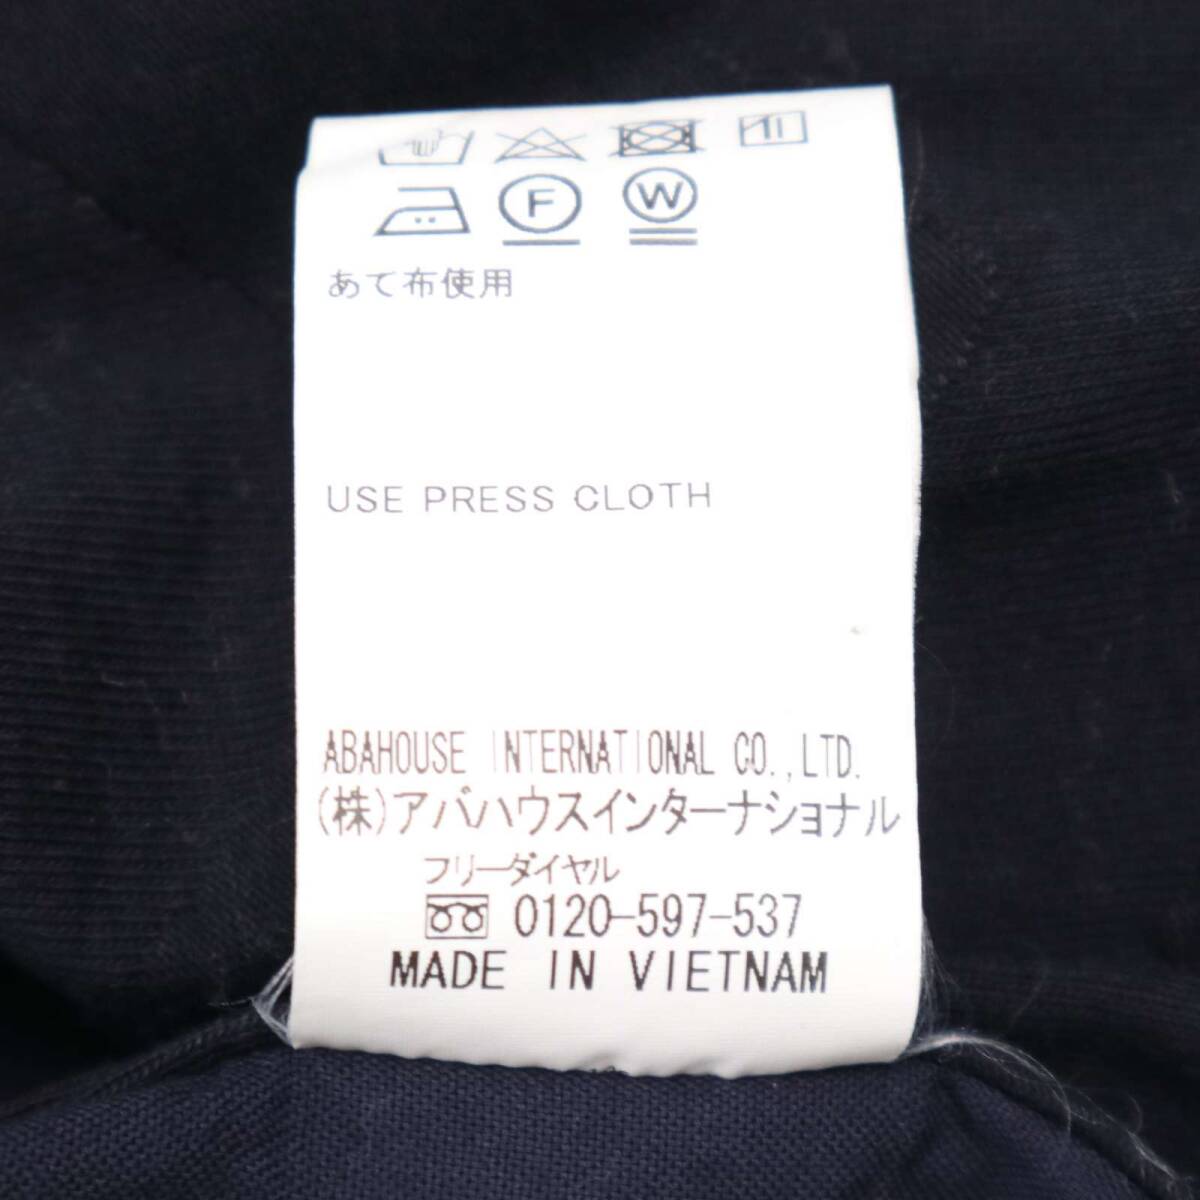 F W
あて布使用
USE PRESS CLOTH
ABAHOUSE INTERNATIONAL CO.,LTD.
(株)アバハウスインターナショナル
フリーダイヤル
0120-597-537
MADE IN VIETNAM